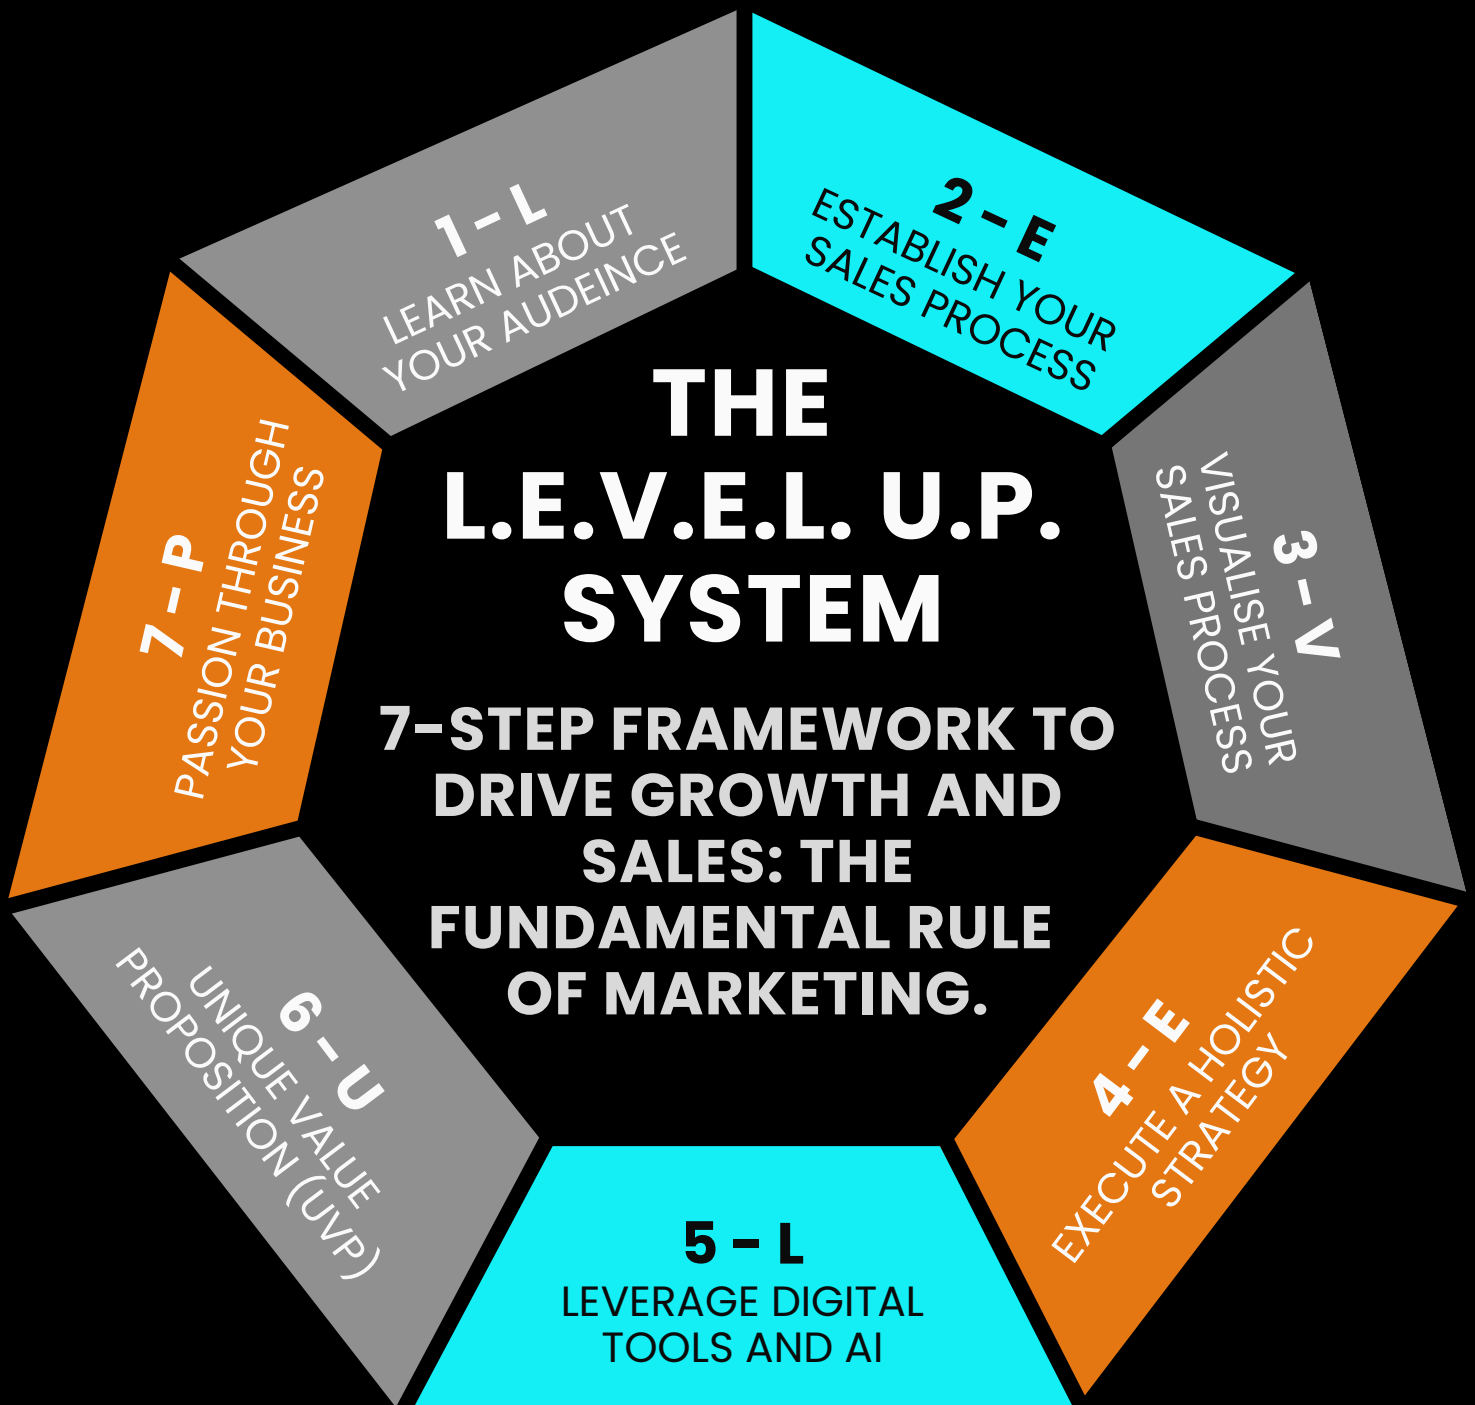 THE
L.E.V.E.L. U.P.
SYSTEM
7-STEP FRAMEWORK TO
DRIVE GROWTH AND
SALES: THE
FUNDAMENTAL RULE
OF MARKETING.
1 - L
LEARN ABOUT
YOUR AUDEINCE
2 - E
ESTABLISH YOUR
SALES PROCESS
3 - V
VISUALISE YOUR
SALES PROCESS
4 - E
EXECUTE A HOLISTIC
STRATEGY
5 - L
LEVERAGE DIGITAL
TOOLS AND AI
6 - U
UNIQUE VALUE
PROPOSITION (UVP)
7 - P
PASSION THROUGH
YOUR BUSINESS